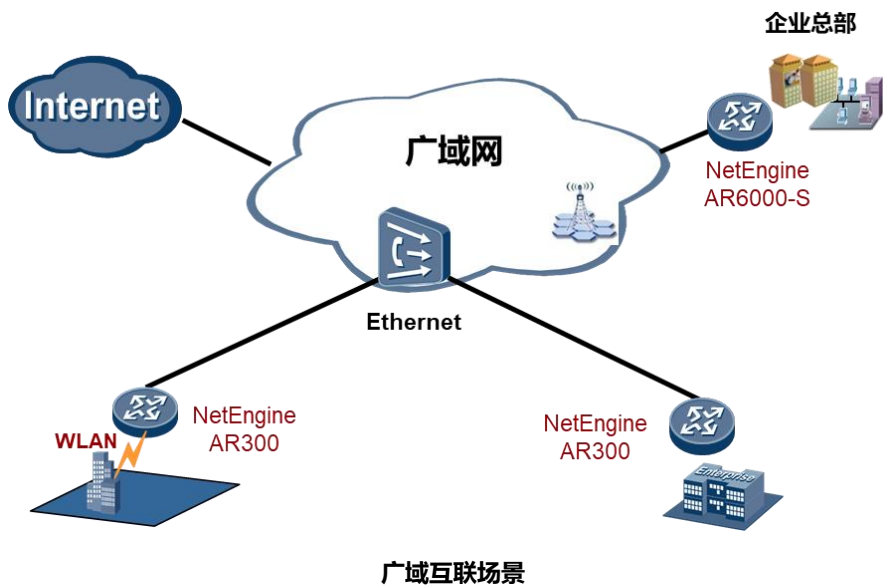 企业总部
Internet
广域网
NetEngine
AR6000-S
Ethernet
NetEngine
AR300
WLAN
NetEngine
AR300
Enterprise
广域互联场景